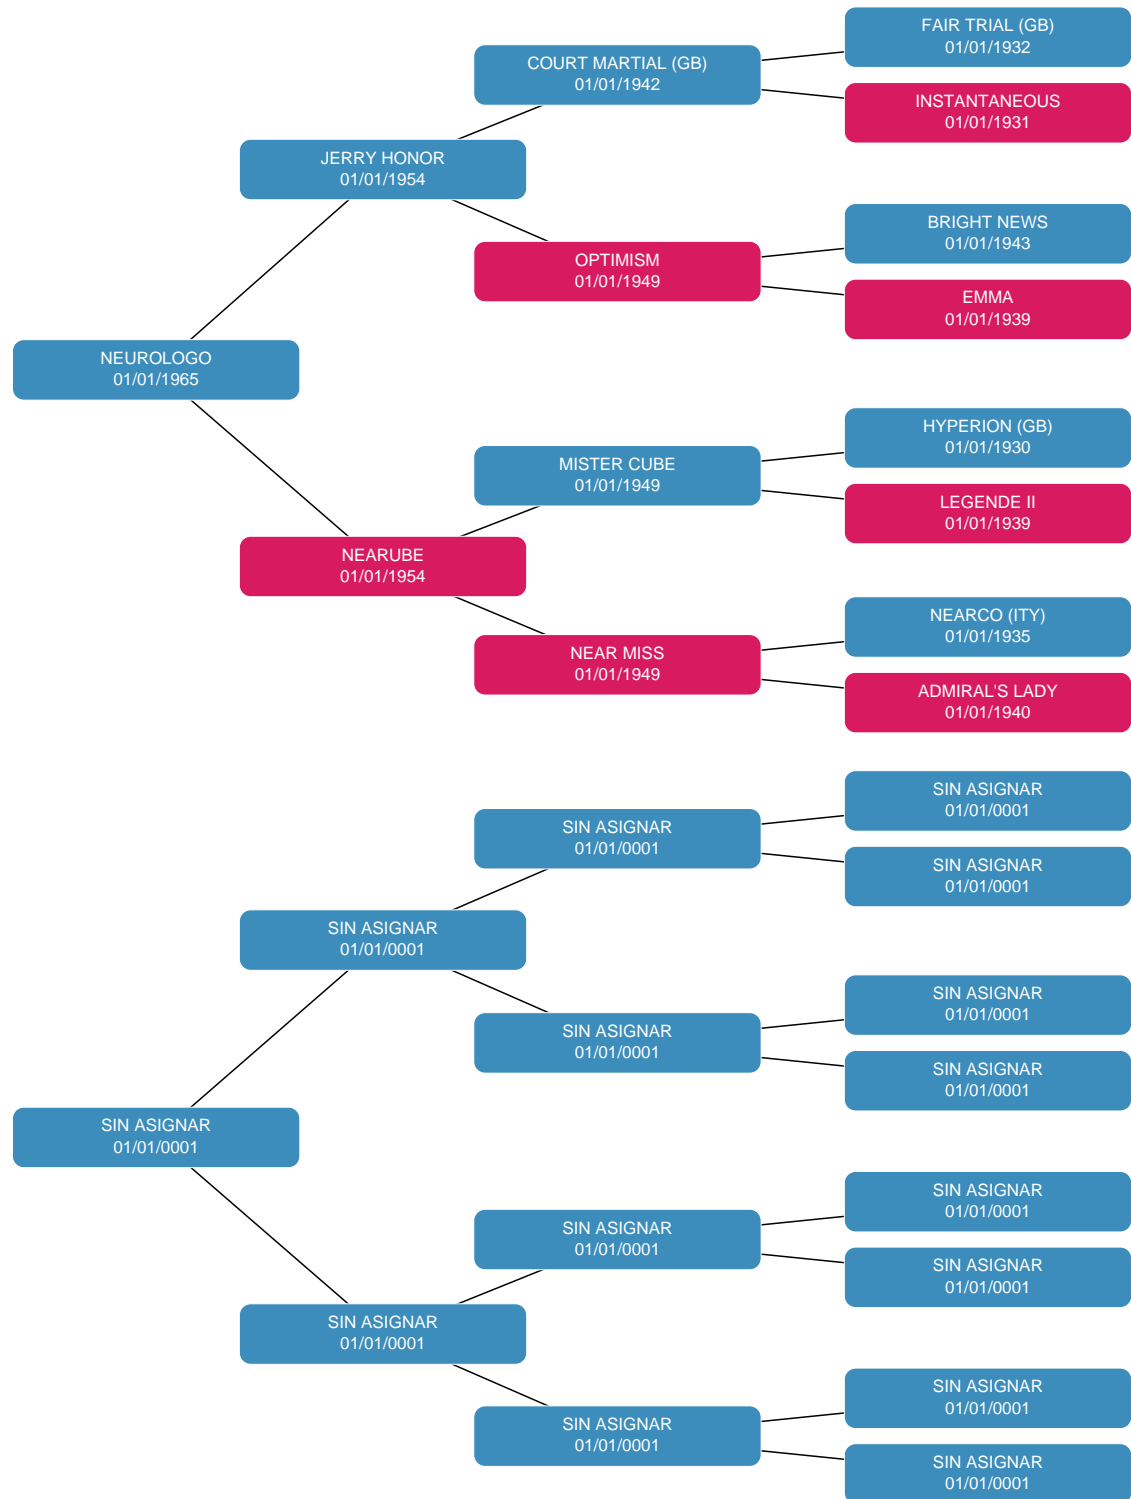 FAIR TRIAL (GB)
01/01/1932
COURT MARTIAL (GB)
01/01/1942
INSTANTANEOUS
01/01/1931
JERRY HONOR
01/01/1954
BRIGHT NEWS
01/01/1943
OPTIMISM
01/01/1949
EMMA
01/01/1939
NEUROLOGO
01/01/1965
HYPERION (GB)
01/01/1930
MISTER CUBE
01/01/1949
LEGENDE II
01/01/1939
NEARUBE
01/01/1954
NEARCO (ITY)
01/01/1935
NEAR MISS
01/01/1949
ADMIRAL'S LADY
01/01/1940
SIN ASIGNAR
01/01/0001
SIN ASIGNAR
01/01/0001
SIN ASIGNAR
01/01/0001
SIN ASIGNAR
01/01/0001
SIN ASIGNAR
01/01/0001
SIN ASIGNAR
01/01/0001
SIN ASIGNAR
01/01/0001
SIN ASIGNAR
01/01/0001
SIN ASIGNAR
01/01/0001
SIN ASIGNAR
01/01/0001
SIN ASIGNAR
01/01/0001
SIN ASIGNAR
01/01/0001
SIN ASIGNAR
01/01/0001
SIN ASIGNAR
01/01/0001
SIN ASIGNAR
01/01/0001